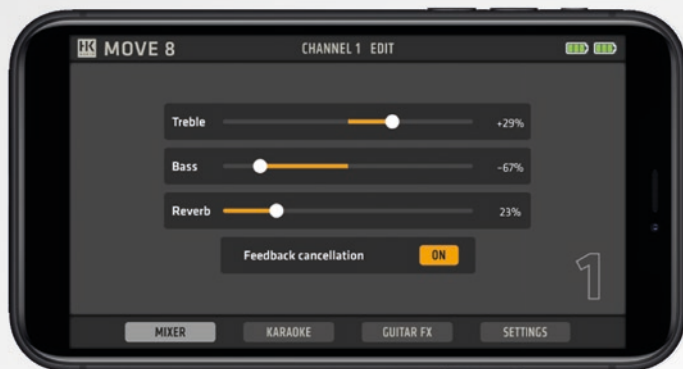 HK
MOVE 8
CHANNEL 1 EDIT
Treble +29%
Bass -67%
Reverb 23%
Feedback cancellation ON
1
MIXER KARAOKE GUITAR FX SETTINGS